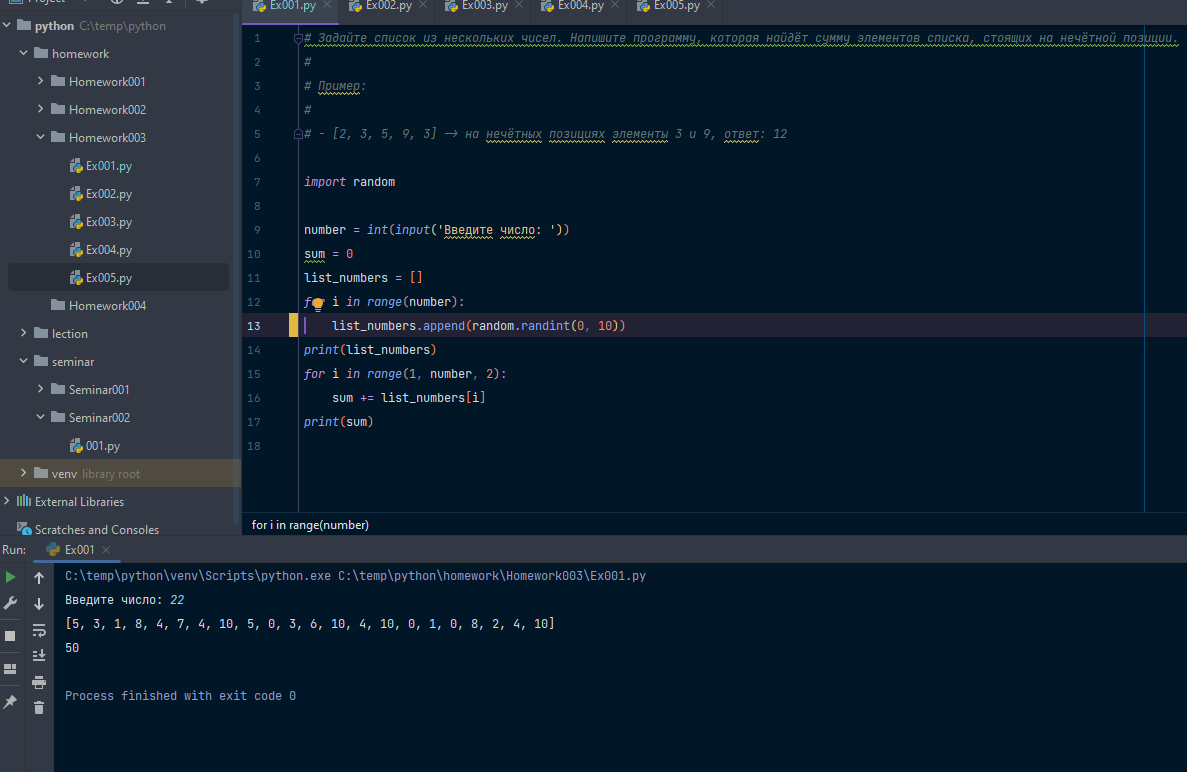 Project
Ex001.py
Ex002.py
Ex003.py
Ex004.py
Ex005.py
python C:\temp\python
homework
Homework001
Homework002
Homework003
Ex001.py
Ex002.py
Ex003.py
Ex004.py
Ex005.py
Homework004
lection
seminar
Seminar001
Seminar002
001.py
venv library root
External Libraries
Scratches and Consoles
1 # Задайте список из нескольких чисел. Напишите программу, которая найдёт сумму элементов списка, стоящих на нечётной позиции.
2 #
3 # Пример:
4 #
5 # - [2, 3, 5, 9, 3] -> на нечётных позициях элементы 3 и 9, ответ: 12
6
7 import random
8
9 number = int(input('Введите число: '))
10 sum = 0
11 list_numbers = []
12 for i in range(number):
13 list_numbers.append(random.randint(0, 10))
14 print(list_numbers)
15 for i in range(1, number, 2):
16 sum += list_numbers[i]
17 print(sum)
18
for i in range(number)
Run: Ex001
C:\temp\python\venv\Scripts\python.exe C:\temp\python\homework\Homework003\Ex001.py
Введите число: 22
[5, 3, 1, 8, 4, 7, 4, 10, 5, 0, 3, 6, 10, 4, 10, 0, 1, 0, 8, 2, 4, 10]
50
Process finished with exit code 0